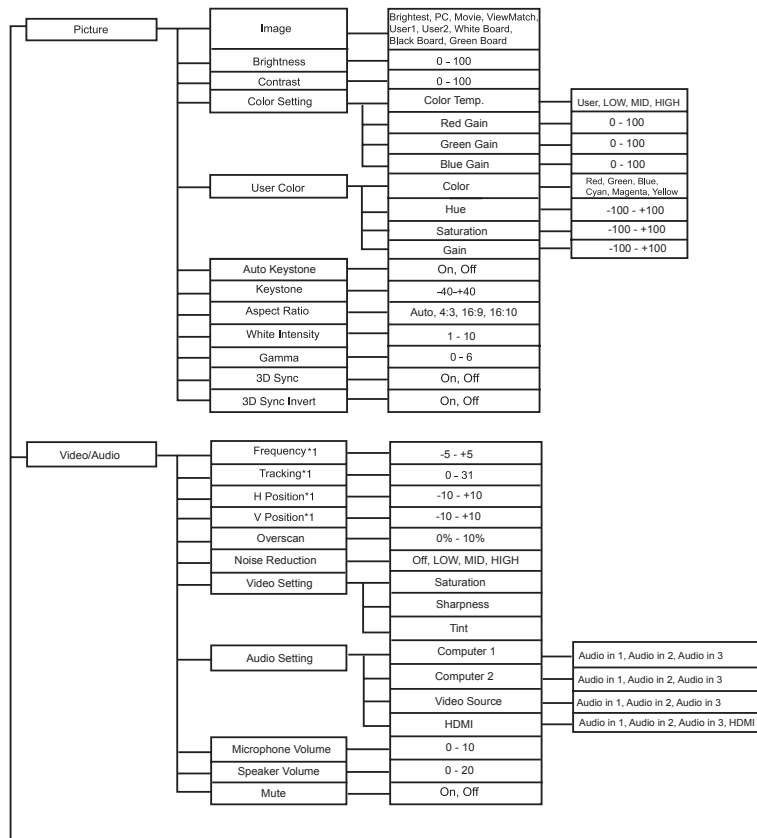 Picture
Image
Brightest, PC, Movie, ViewMatch,
User1, User2, White Board,
Black Board, Green Board
Brightness
0 - 100
Contrast
0 - 100
Color Setting
Color Temp.
User, LOW, MID, HIGH
Red Gain
0 - 100
Green Gain
0 - 100
Blue Gain
0 - 100
User Color
Color
Red, Green, Blue,
Cyan, Magenta, Yellow
Hue
-100 - +100
Saturation
-100 - +100
Gain
-100 - +100
Auto Keystone
On, Off
Keystone
-40-+40
Aspect Ratio
Auto, 4:3, 16:9, 16:10
White Intensity
1 - 10
Gamma
0 - 6
3D Sync
On, Off
3D Sync Invert
On, Off
Video/Audio
Frequency*1
-5 - +5
Tracking*1
0 - 31
H Position*1
-10 - +10
V Position*1
-10 - +10
Overscan
0% - 10%
Noise Reduction
Off, LOW, MID, HIGH
Video Setting
Saturation
Sharpness
Tint
Audio Setting
Computer 1
Audio in 1, Audio in 2, Audio in 3
Computer 2
Audio in 1, Audio in 2, Audio in 3
Video Source
Audio in 1, Audio in 2, Audio in 3
HDMI
Audio in 1, Audio in 2, Audio in 3, HDMI
Microphone Volume
0 - 10
Speaker Volume
0 - 20
Mute
On, Off